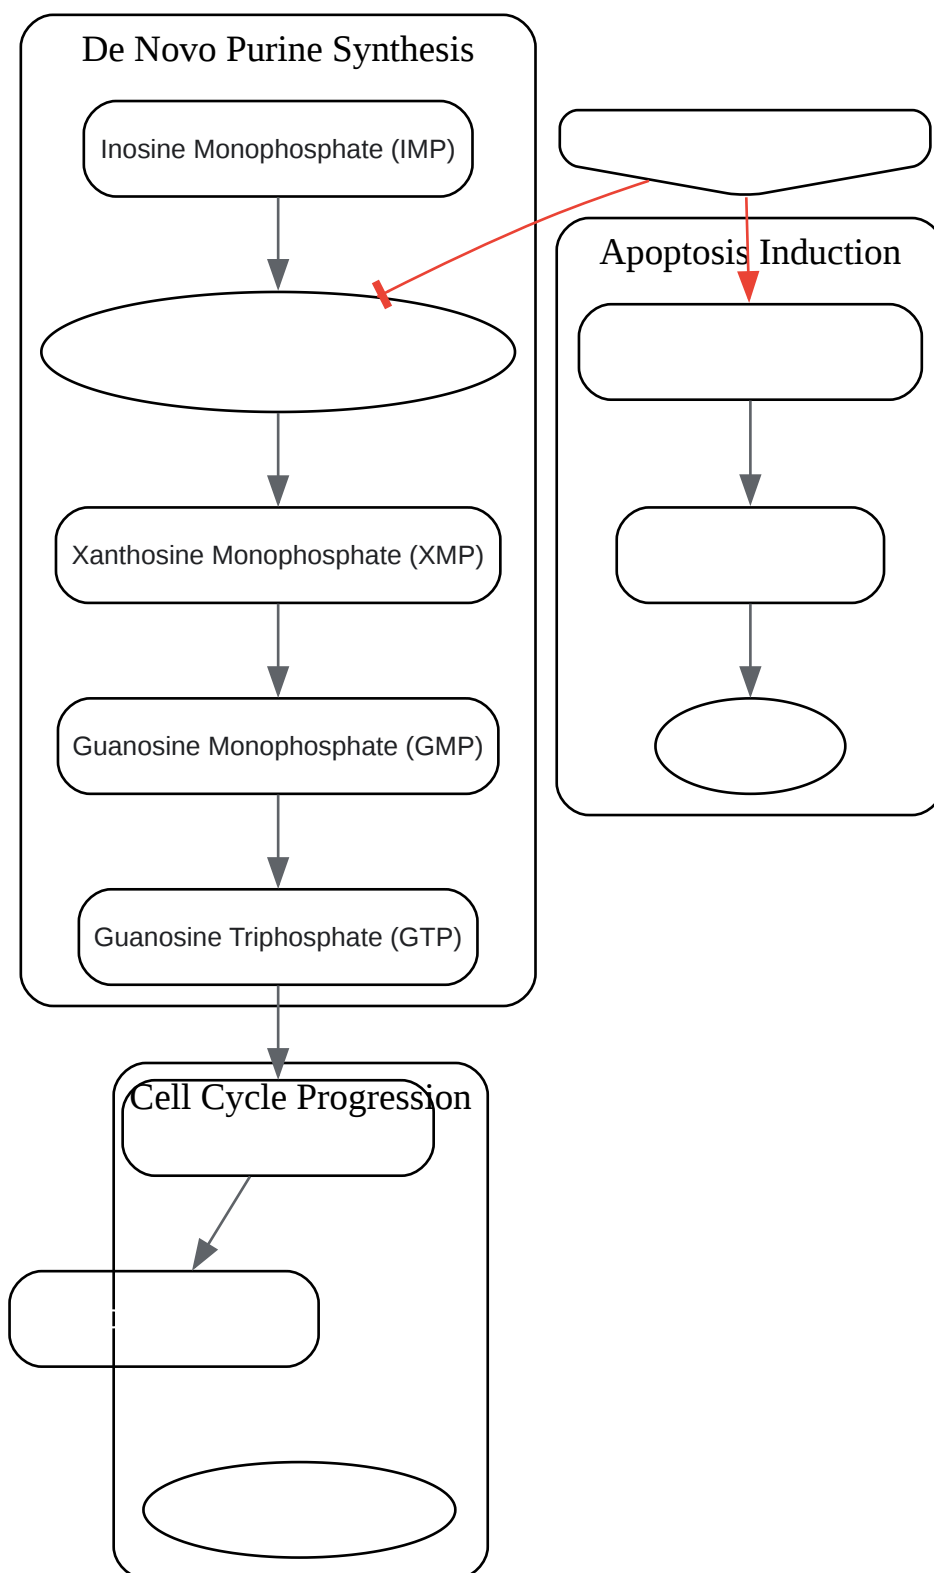 De Novo Purine Synthesis
Inosine Monophosphate (IMP)
Apoptosis Induction
Xanthosine Monophosphate (XMP)
Guanosine Monophosphate (GMP)
Guanosine Triphosphate (GTP)
Cell Cycle Progression